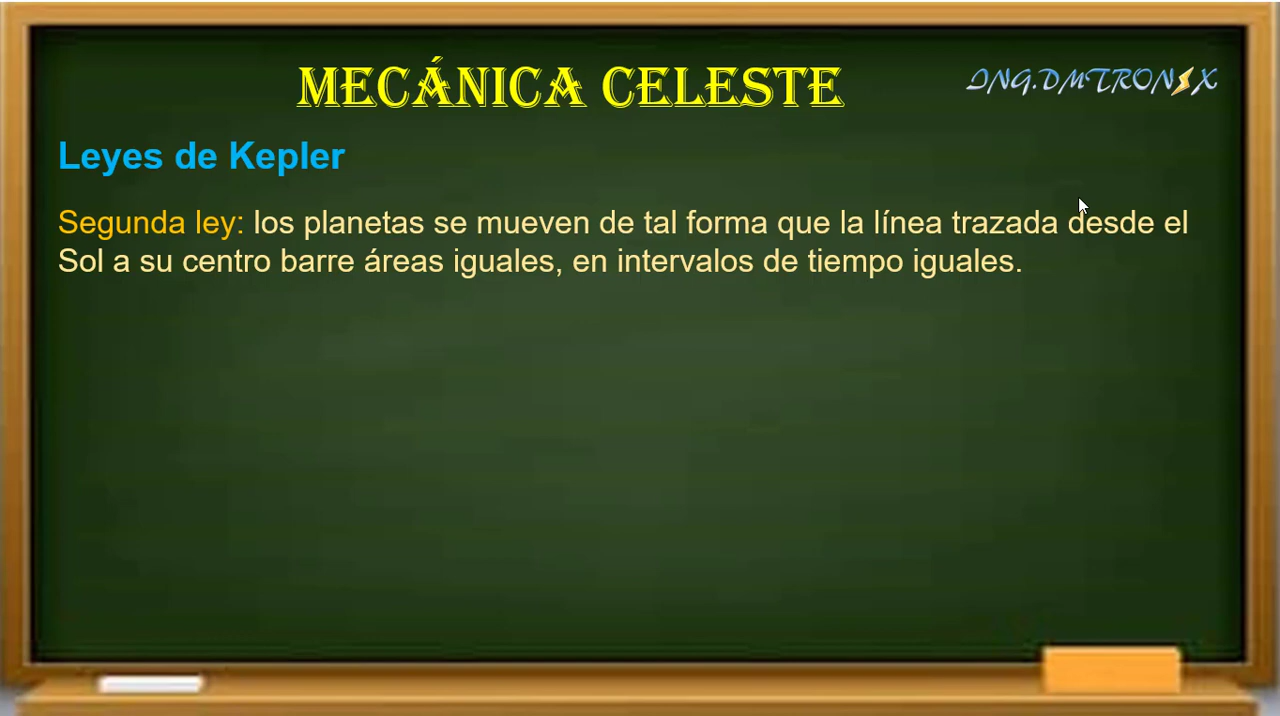 MECÁNICA CELESTE
ING.DMTRONIX
Leyes de Kepler
Segunda ley: los planetas se mueven de tal forma que la línea trazada desde el
Sol a su centro barre áreas iguales, en intervalos de tiempo iguales.